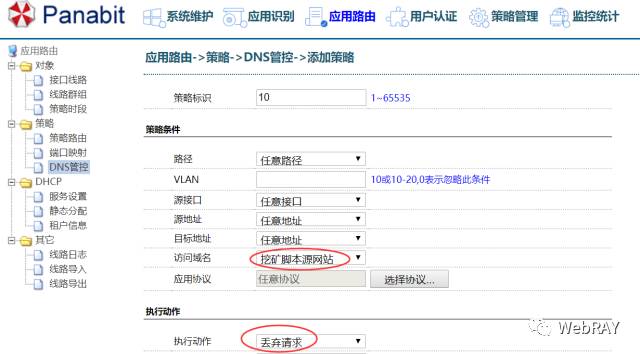 Panabit
系统维护 应用识别 应用路由 用户认证 策略管理 监控统计
应用路由
对象
接口线路
线路群组
策略时段
策略
策略路由
端口映射
DNS管控
DHCP
服务设置
静态分配
租户信息
其它
线路日志
线路导入
线路导出
应用路由->策略->DNS管控->添加策略
策略标识 10 1~65535
策略条件
路径 任意路径
VLAN 10或10-20,0表示忽略此条件
源接口 任意接口
源地址 任意地址
目标地址 任意地址
访问域名 挖矿脚本源网站
应用协议 任意协议 选择协议...
执行动作
执行动作 丢弃请求
WebRAY